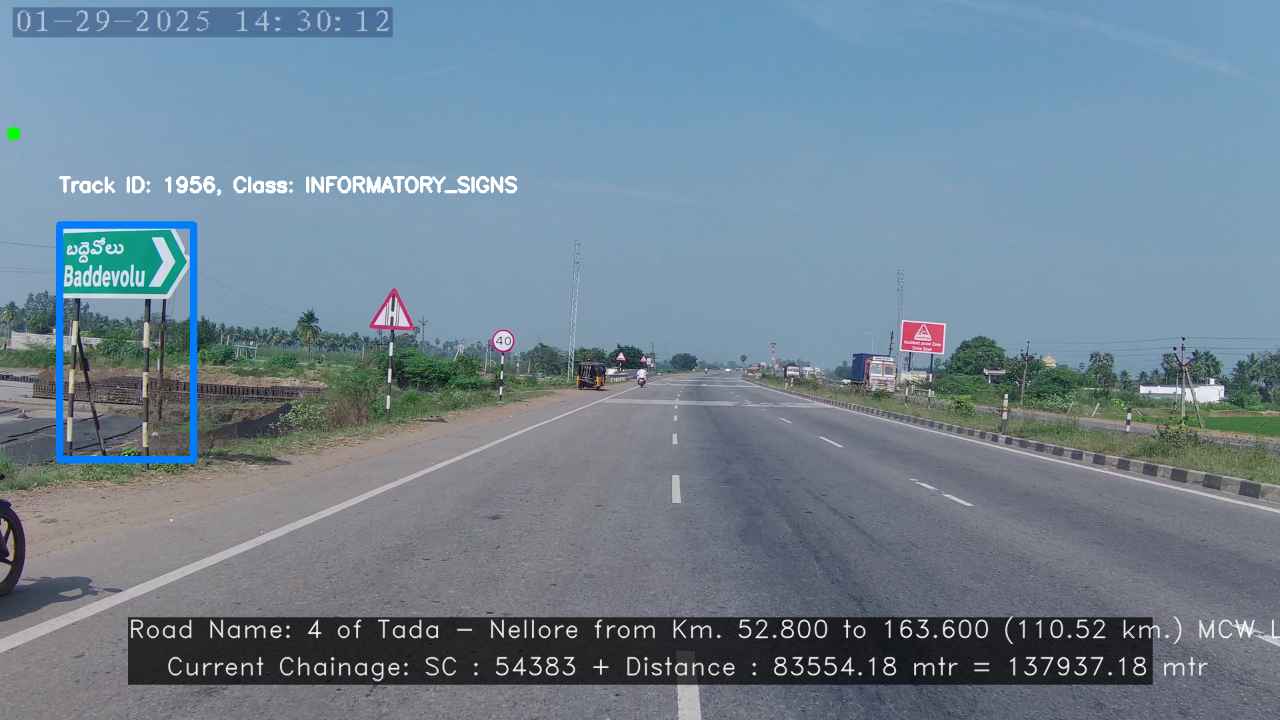 01-29-2025 14:30:12
Track ID: 1956, Class: INFORMATORY_SIGNS
బద్దెవోలు
Baddevolu
40
Road Name: 4 of Tada - Nellore from Km. 52.800 to 163.600 (110.52 km.) MCW
Current Chainage: SC : 54383 + Distance : 83554.18 mtr = 137937.18 mtr